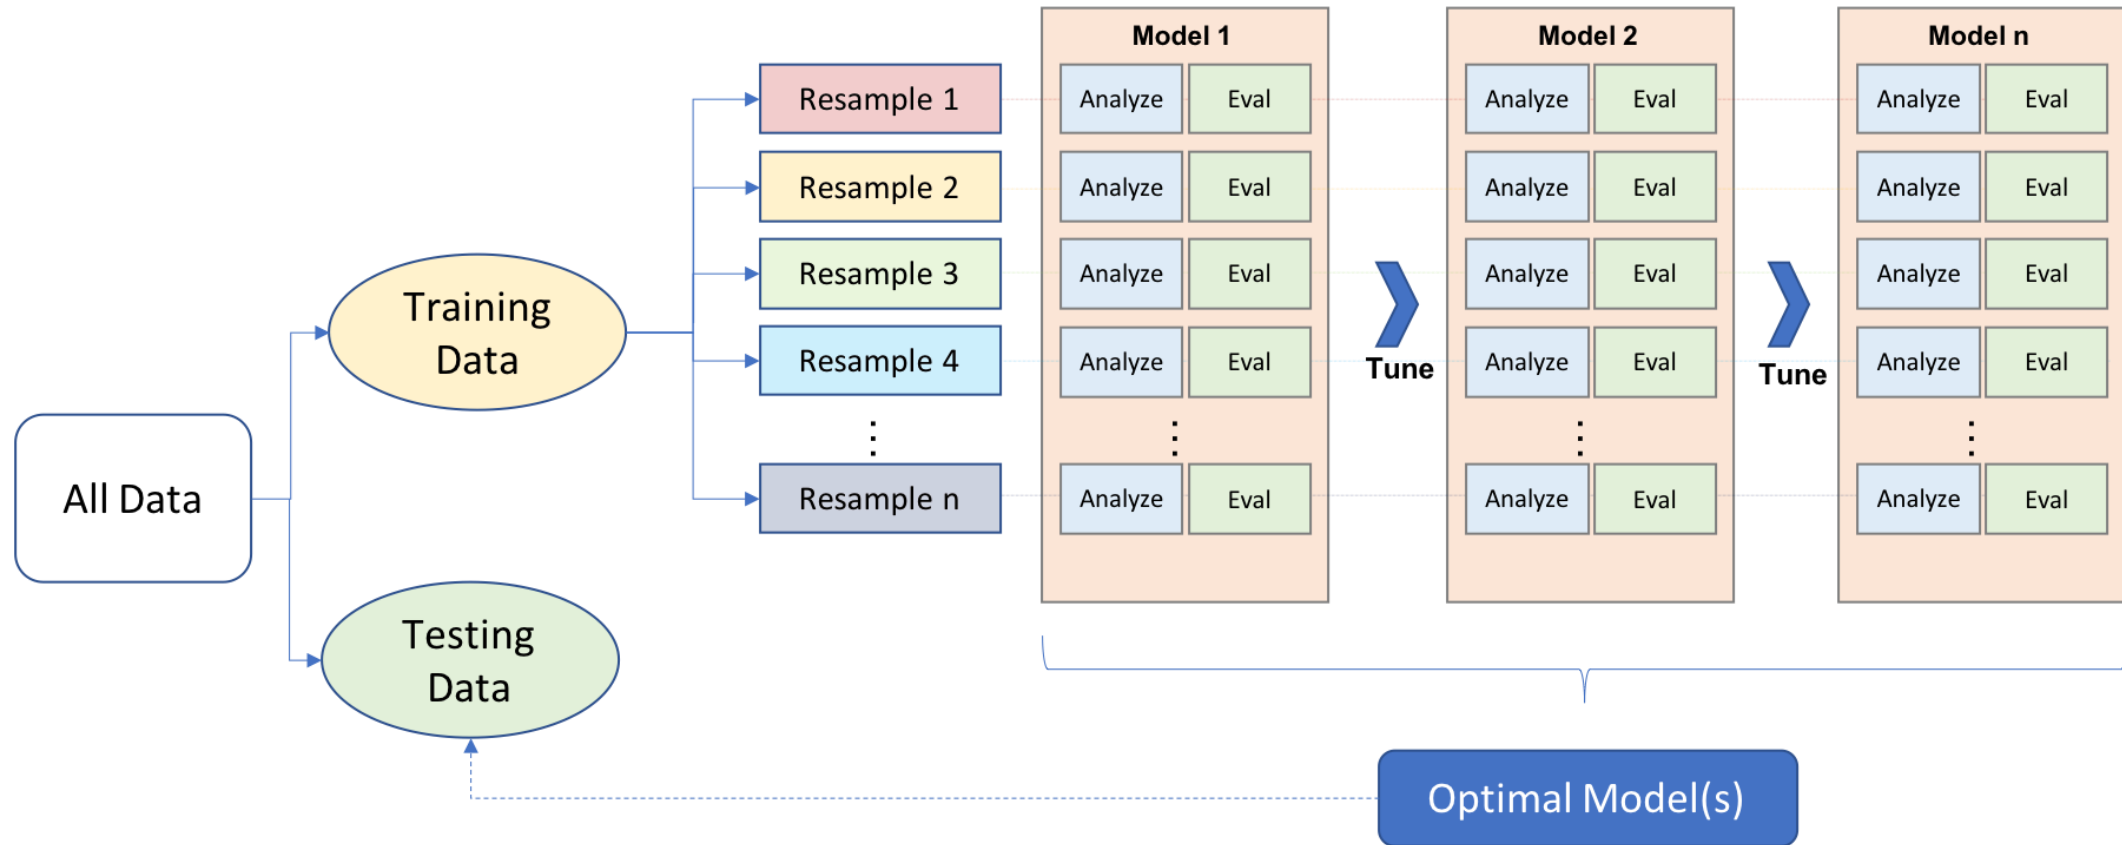 Model 1
Model 2
Model n
Resample 1
Analyze
Eval
Analyze
Eval
Analyze
Eval
Resample 2
Analyze
Eval
Analyze
Eval
Analyze
Eval
Resample 3
Analyze
Eval
Analyze
Eval
Analyze
Eval
Training
Data
Resample 4
Analyze
Eval
Tune
Analyze
Eval
Tune
Analyze
Eval
All Data
Resample n
Analyze
Eval
Analyze
Eval
Analyze
Eval
Testing
Data
Optimal Model(s)